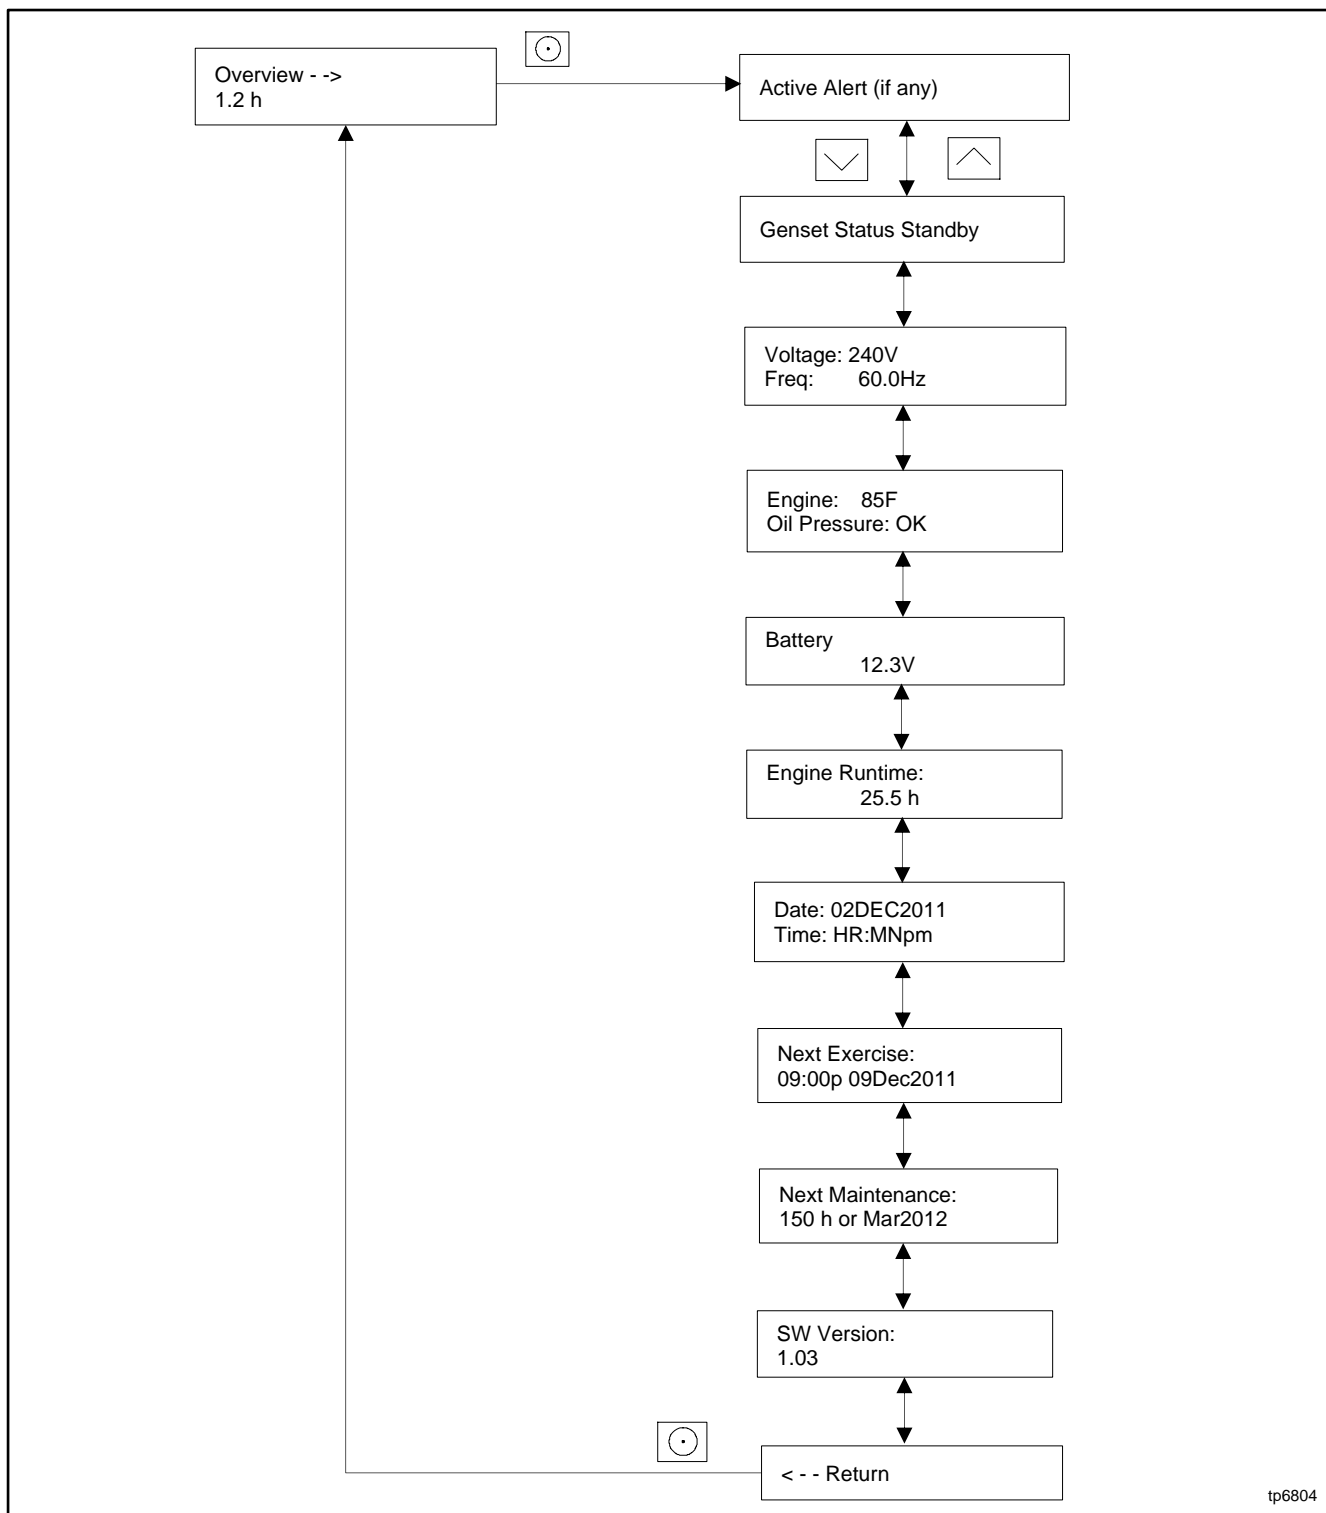 Overview - ->
1.2 h
Active Alert (if any)
Genset Status Standby
Voltage: 240V
Freq: 60.0Hz
Engine: 85F
Oil Pressure: OK
Battery
12.3V
Engine Runtime:
25.5 h
Date: 02DEC2011
Time: HR:MNpm
Next Exercise:
09:00p 09Dec2011
Next Maintenance:
150 h or Mar2012
SW Version:
1.03
< - - Return
tp6804